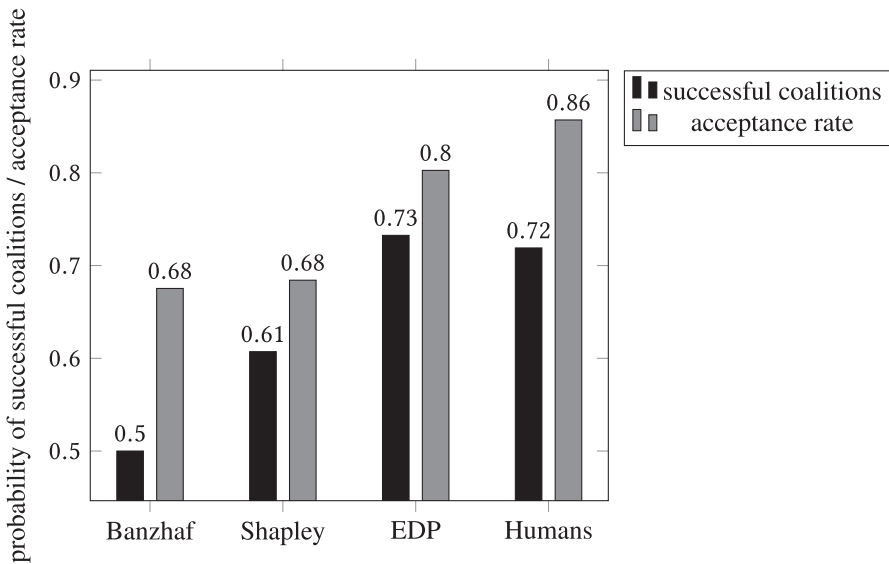 probability of successful coalitions / acceptance rate
0.9
0.8
0.7
0.6
0.5
0.5
0.68
0.61
0.68
0.73
0.8
0.72
0.86
Banzhaf
Shapley
EDP
Humans
successful coalitions
acceptance rate